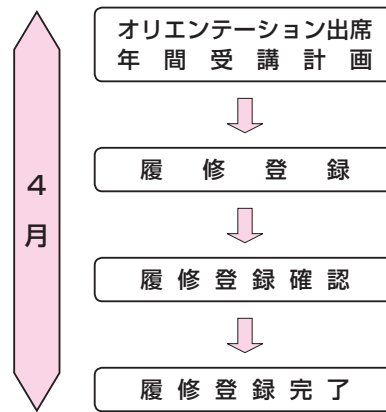 オリエンテーション出席
年間受講計画
履修登録
4月
履修登録確認
履修登録完了